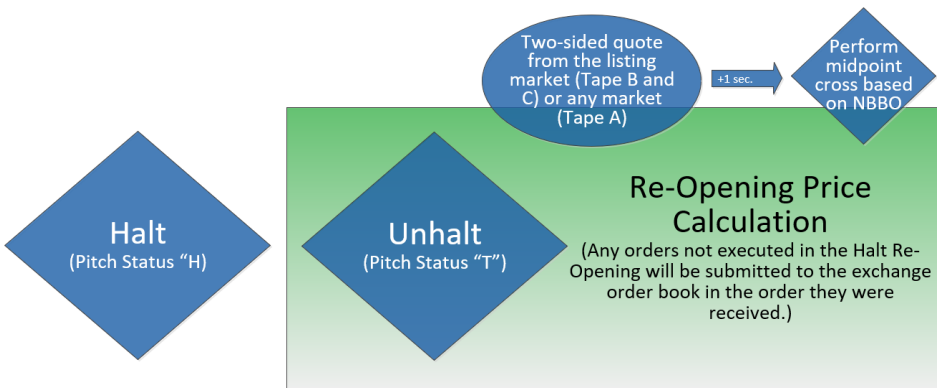 Two-sided quote
from the listing
market (Tape B and
C) or any market
(Tape A)
+1 sec.
Perform
midpoint
cross based
on NBBO
Halt
(Pitch Status “H)
Unhalt
(Pitch Status “T”)
Re-Opening Price
Calculation
(Any orders not executed in the Halt Re-
Opening will be submitted to the exchange
order book in the order they were
received.)